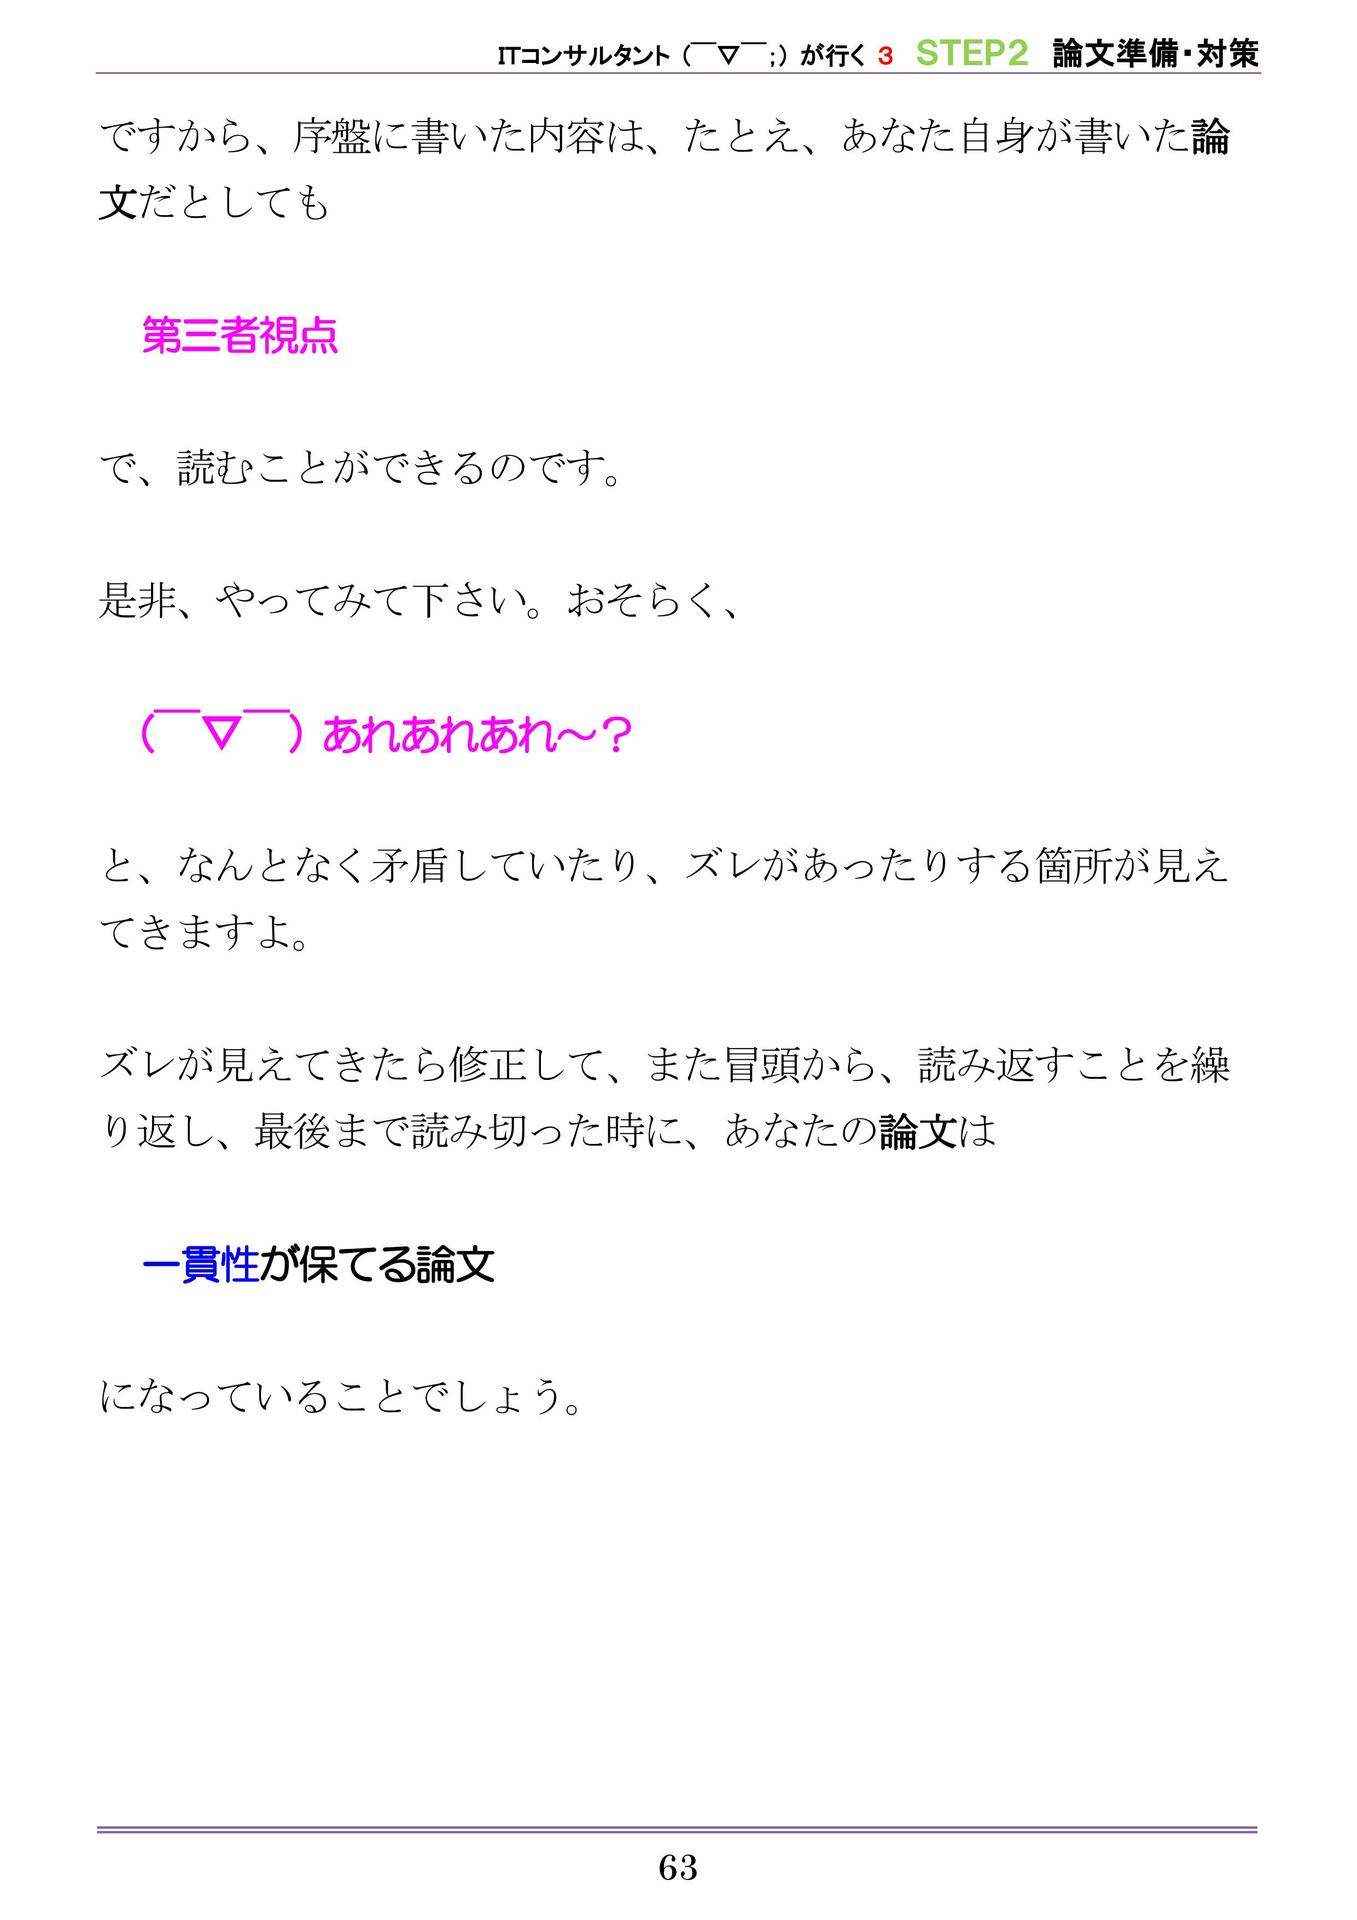 ITコンサルタント（￣▽￣；）が行く 3 STEP2 論文準備・対策
ですから、序盤に書いた内容は、たとえ、あなた自身が書いた論
文だとしても
第三者視点
で、読むことができるのです。
是非、やってみて下さい。おそらく、
（￣▽￣）あれあれあれ～？
と、なんとなく矛盾していたり、ズレがあったりする箇所が見え
てきますよ。
ズレが見えてきたら修正して、また冒頭から、読み返すことを繰
り返し、最後まで読み切った時に、あなたの論文は
一貫性が保てる論文
になっていることでしょう。
63